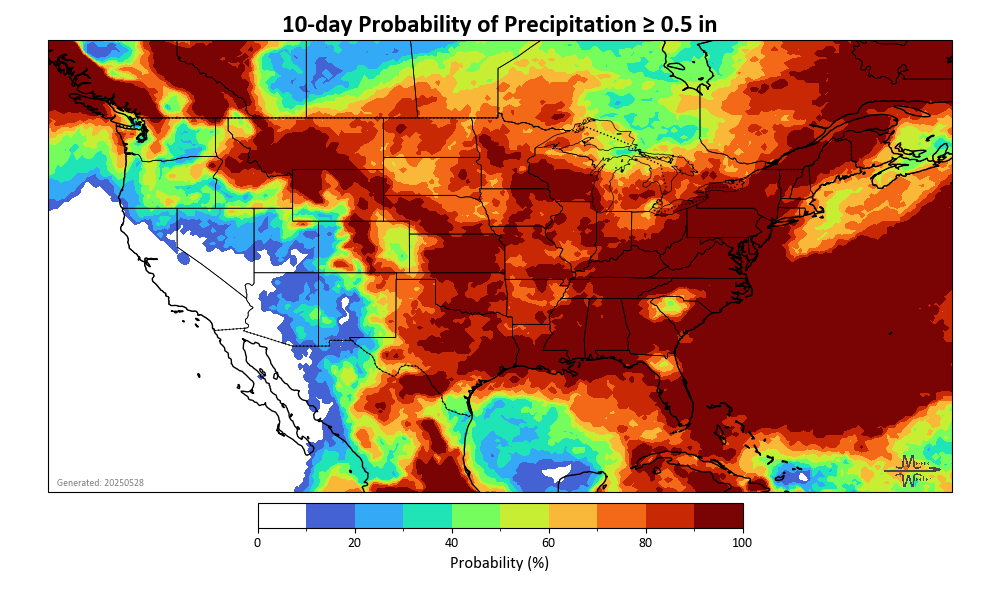 10-day Probability of Precipitation ≥ 0.5 in
Generated: 20250528
0 20 40 60 80 100
Probability (%)